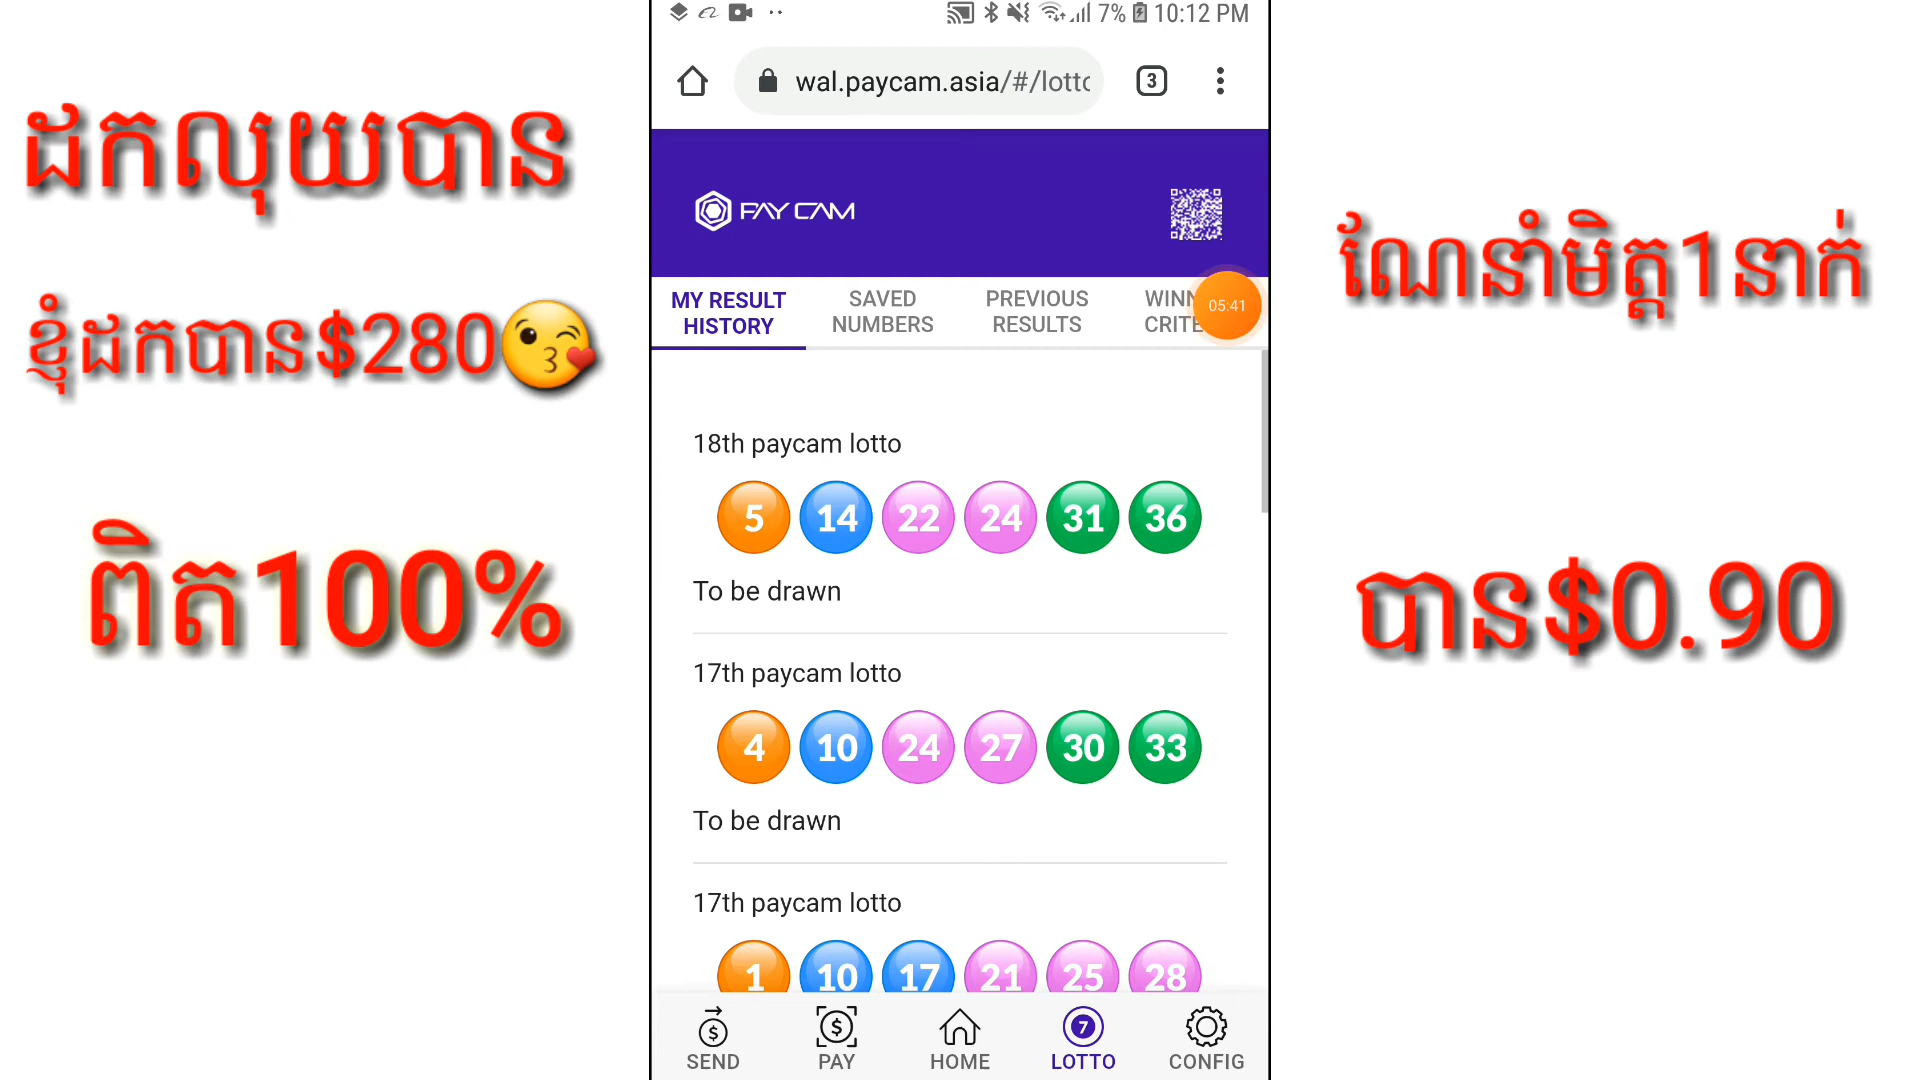 ដកលុយបាន
ខ្ញុំដកបាន$280😘
ពិត100%
7% 10:12 PM
wal.paycam.asia/#/lotto
3
PAY CAM
MY RESULT HISTORY
SAVED NUMBERS
PREVIOUS RESULTS
WINN
CRITE
05:41
18th paycam lotto
5 14 22 24 31 36
To be drawn
17th paycam lotto
4 10 24 27 30 33
To be drawn
17th paycam lotto
1 10 17 21 25 28
SEND PAY HOME LOTTO CONFIG
ណែនាំមិត្ត1នាក់
បាន$0.90